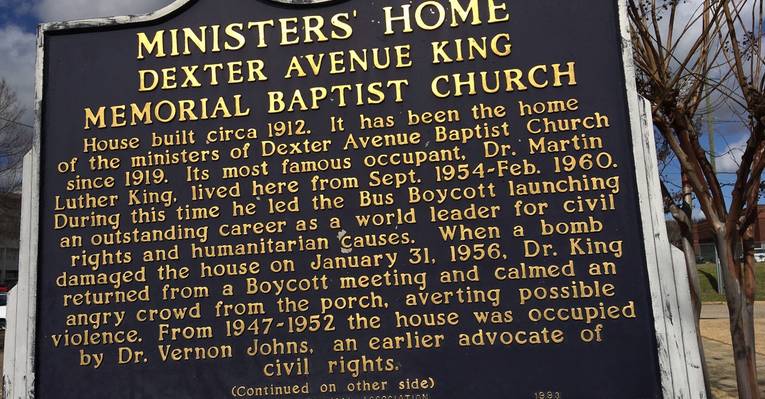 MINISTERS' HOME
DEXTER AVENUE KING
MEMORIAL BAPTIST CHURCH
House built circa 1912. It has been the home
of the ministers of Dexter Avenue Baptist Church
since 1919. Its most famous occupant, Dr. Martin
Luther King, lived here from Sept. 1954-Feb. 1960.
During this time he led the Bus Boycott launching
an outstanding career as a world leader for civil
rights and humanitarian causes. When a bomb
damaged the house on January 31, 1956, Dr. King
returned from a Boycott meeting and calmed an
angry crowd from the porch, averting possible
violence. From 1947-1952 the house was occupied
by Dr. Vernon Johns, an earlier advocate of
civil rights.
(Continued on other side)
ASSOCIATION